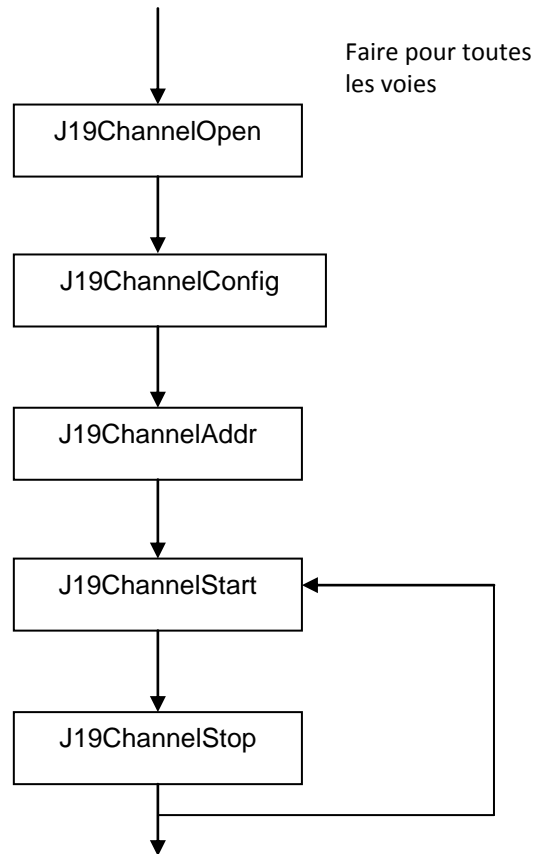 Faire pour toutes
les voies
J19ChannelOpen
J19ChannelConfig
J19ChannelAddr
J19ChannelStart
J19ChannelStop